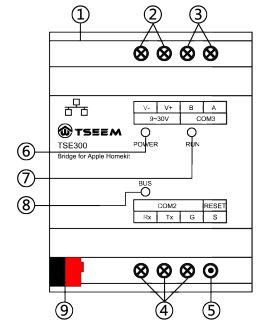 ① ② ③
V- V+ B A
9~30V COM3
TSEEM
TSE300
⑥ POWER RUN
Bridge for Apple Homekit
⑦
BUS
⑧
COM2 RESET
Rx Tx G S
⑨ ④ ⑤